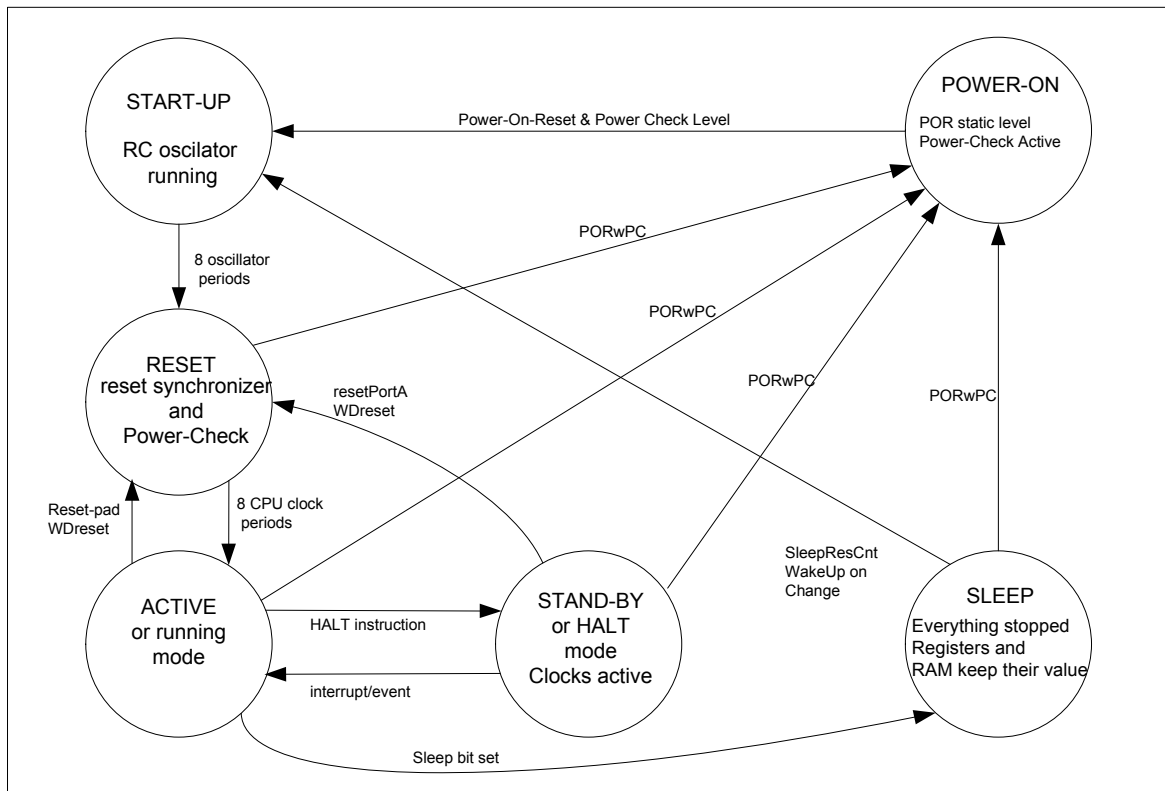 START-UP
RC oscilator
running
POWER-ON
POR static level
Power-Check Active
Power-On-Reset & Power Check Level
8 oscillator
periods
PORwPC
PORwPC
PORwPC
PORwPC
RESET
reset synchronizer
and
Power-Check
resetPortA
WDreset
Reset-pad
WDreset
8 CPU clock
periods
SleepResCnt
WakeUp on
Change
ACTIVE
or running
mode
HALT instruction
interrupt/event
STAND-BY
or HALT
mode
Clocks active
SLEEP
Everything stopped
Registers and
RAM keep their value
Sleep bit set